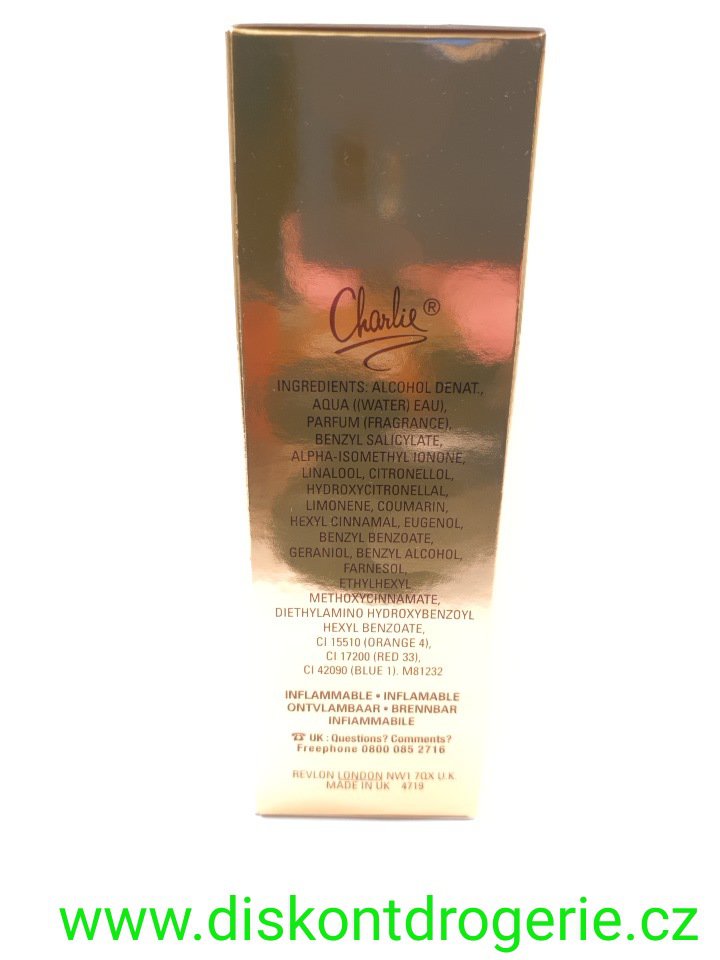 Charlie®
INGREDIENTS: ALCOHOL DENAT.,
AQUA ((WATER) EAU),
PARFUM (FRAGRANCE),
BENZYL SALICYLATE,
ALPHA-ISOMETHYL IONONE,
LINALOOL, CITRONELLOL,
HYDROXYCITRONELLAL,
LIMONENE, COUMARIN,
HEXYL CINNAMAL, EUGENOL,
BENZYL BENZOATE,
GERANIOL, BENZYL ALCOHOL,
FARNESOL,
ETHYLHEXYL
METHOXYCINNAMATE,
DIETHYLAMINO HYDROXYBENZOYL
HEXYL BENZOATE,
CI 15510 (ORANGE 4),
CI 17200 (RED 33),
CI 42090 (BLUE 1). M81232
INFLAMMABLE • INFLAMABLE
ONTVLAMBAAR • BRENNBAR
INFIAMMABILE
☎ UK : Questions? Comments?
Freephone 0800 085 2716
REVLON LONDON NW1 7QX U.K
MADE IN UK 4719
www.diskontdrogerie.cz